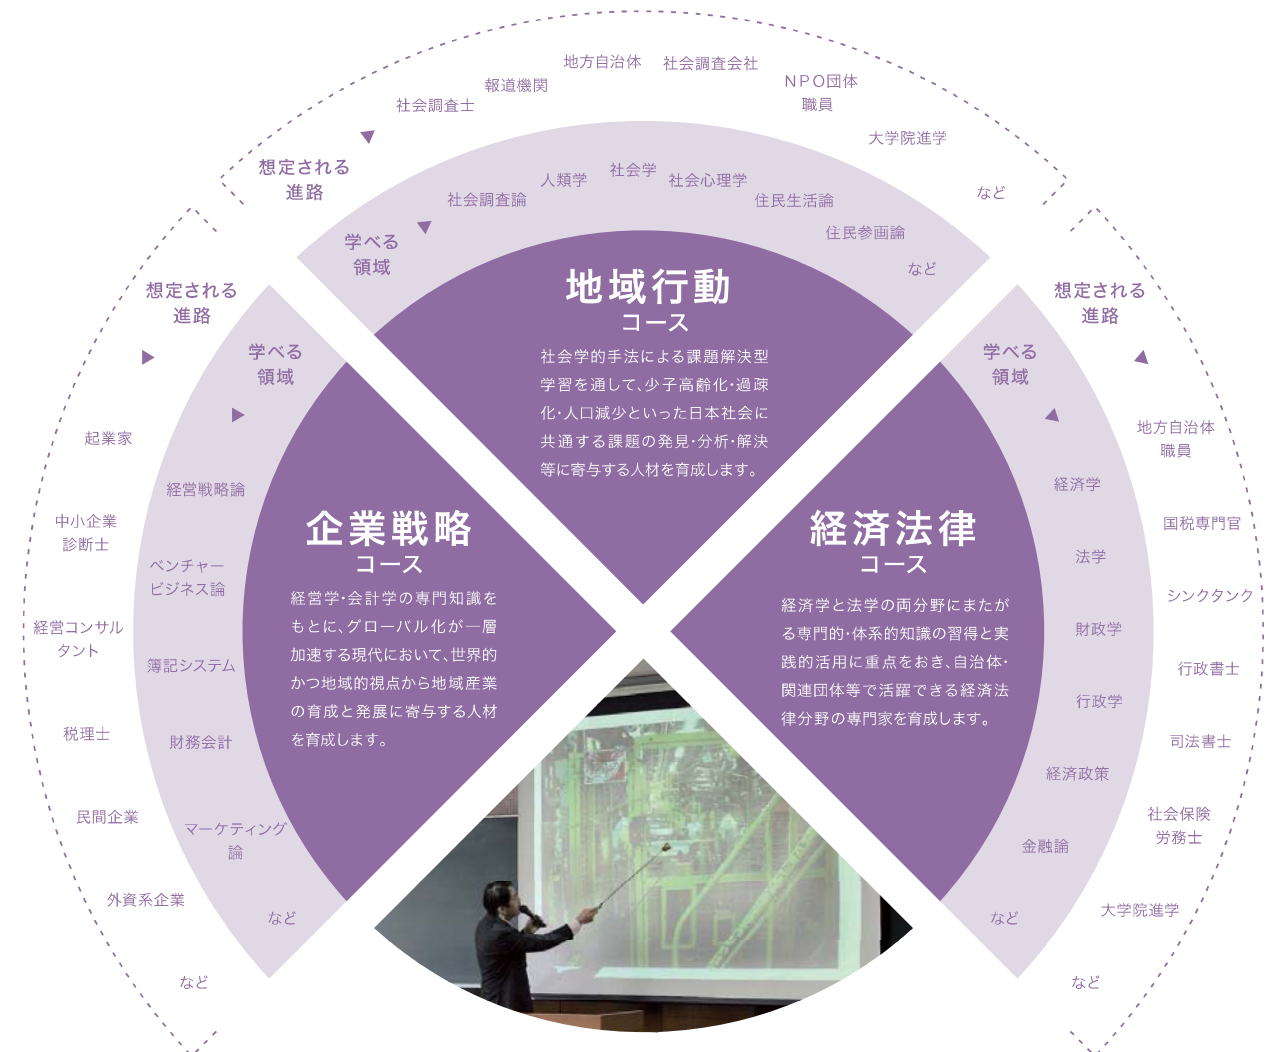 想定される
進路
社会調査士
報道機関
地方自治体
社会調査会社
NPO団体
職員
大学院進学
など
学べる
領域
社会調査論
人類学
社会学
社会心理学
住民生活論
住民参画論
など
地域行動
コース
社会学的手法による課題解決型
学習を通して、少子高齢化・過疎
化・人口減少といった日本社会に
共通する課題の発見・分析・解決
等に寄与する人材を育成します。
想定される
進路
起業家
中小企業
診断士
経営コンサル
タント
税理士
民間企業
外資系企業
など
学べる
領域
経営戦略論
ベンチャー
ビジネス論
簿記システム
財務会計
マーケティング
論
など
企業戦略
コース
経営学・会計学の専門知識を
もとに、グローバル化が一層
加速する現代において、世界的
かつ地域的視点から地域産業
の育成と発展に寄与する人材
を育成します。
経済法律
コース
経済学と法学の両分野にまたが
る専門的・体系的知識の習得と実
践的活用に重点をおき、自治体・
関連団体等で活躍できる経済法
律分野の専門家を育成します。
学べる
領域
経済学
法学
財政学
行政学
経済政策
金融論
など
想定される
進路
地方自治体
職員
国税専門官
シンクタンク
行政書士
司法書士
社会保険
労務士
大学院進学
など